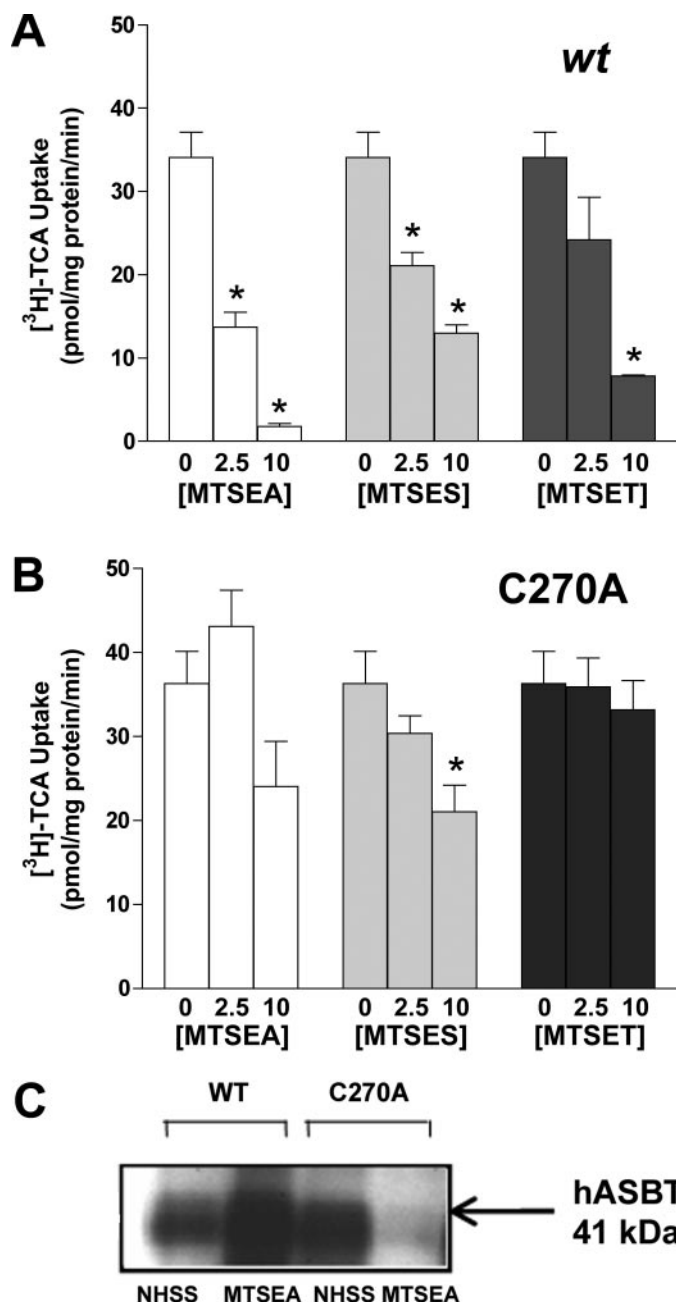 A
wt
[³H]-TCA Uptake
(pmol/mg protein/min)
50
40
30
20
10
0
* * * * *
0 2.5 10 0 2.5 10 0 2.5 10
[MTSEA] [MTSES] [MTSET]
B
C270A
[³H]-TCA Uptake
(pmol/mg protein/min)
50
40
30
20
10
0
*
0 2.5 10 0 2.5 10 0 2.5 10
[MTSEA] [MTSES] [MTSET]
C
WT C270A
hASBT
41 kDa
NHSS MTSEA NHSS MTSEA